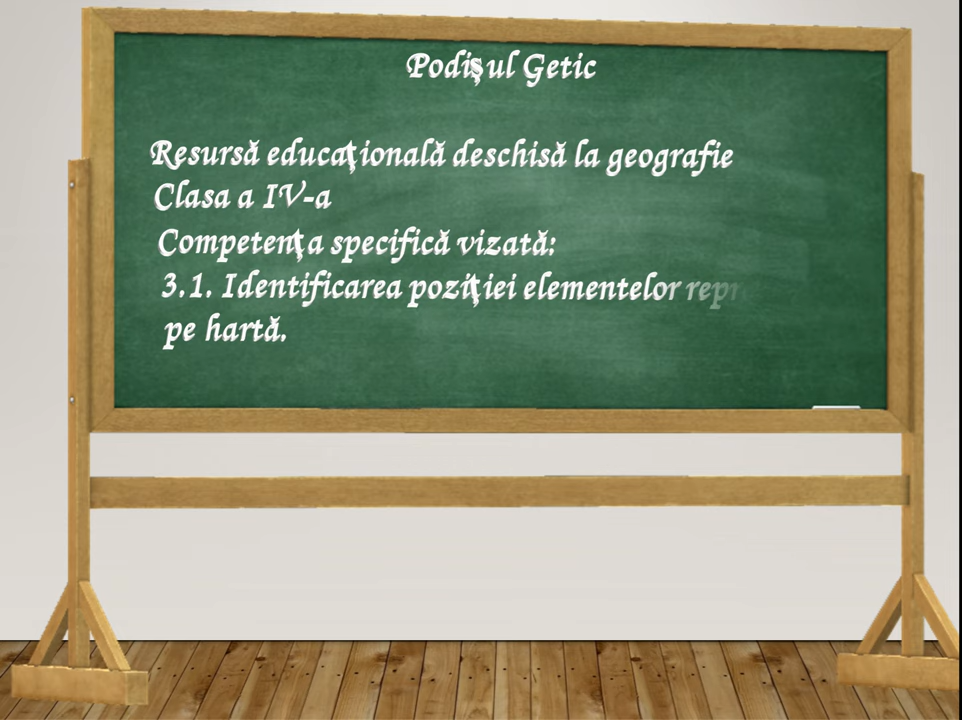 Podișul Getic
Resursă educațională deschisă la geografie
Clasa a IV-a
Competența specifică vizată:
3.1. Identificarea poziției elementelor
pe hartă.